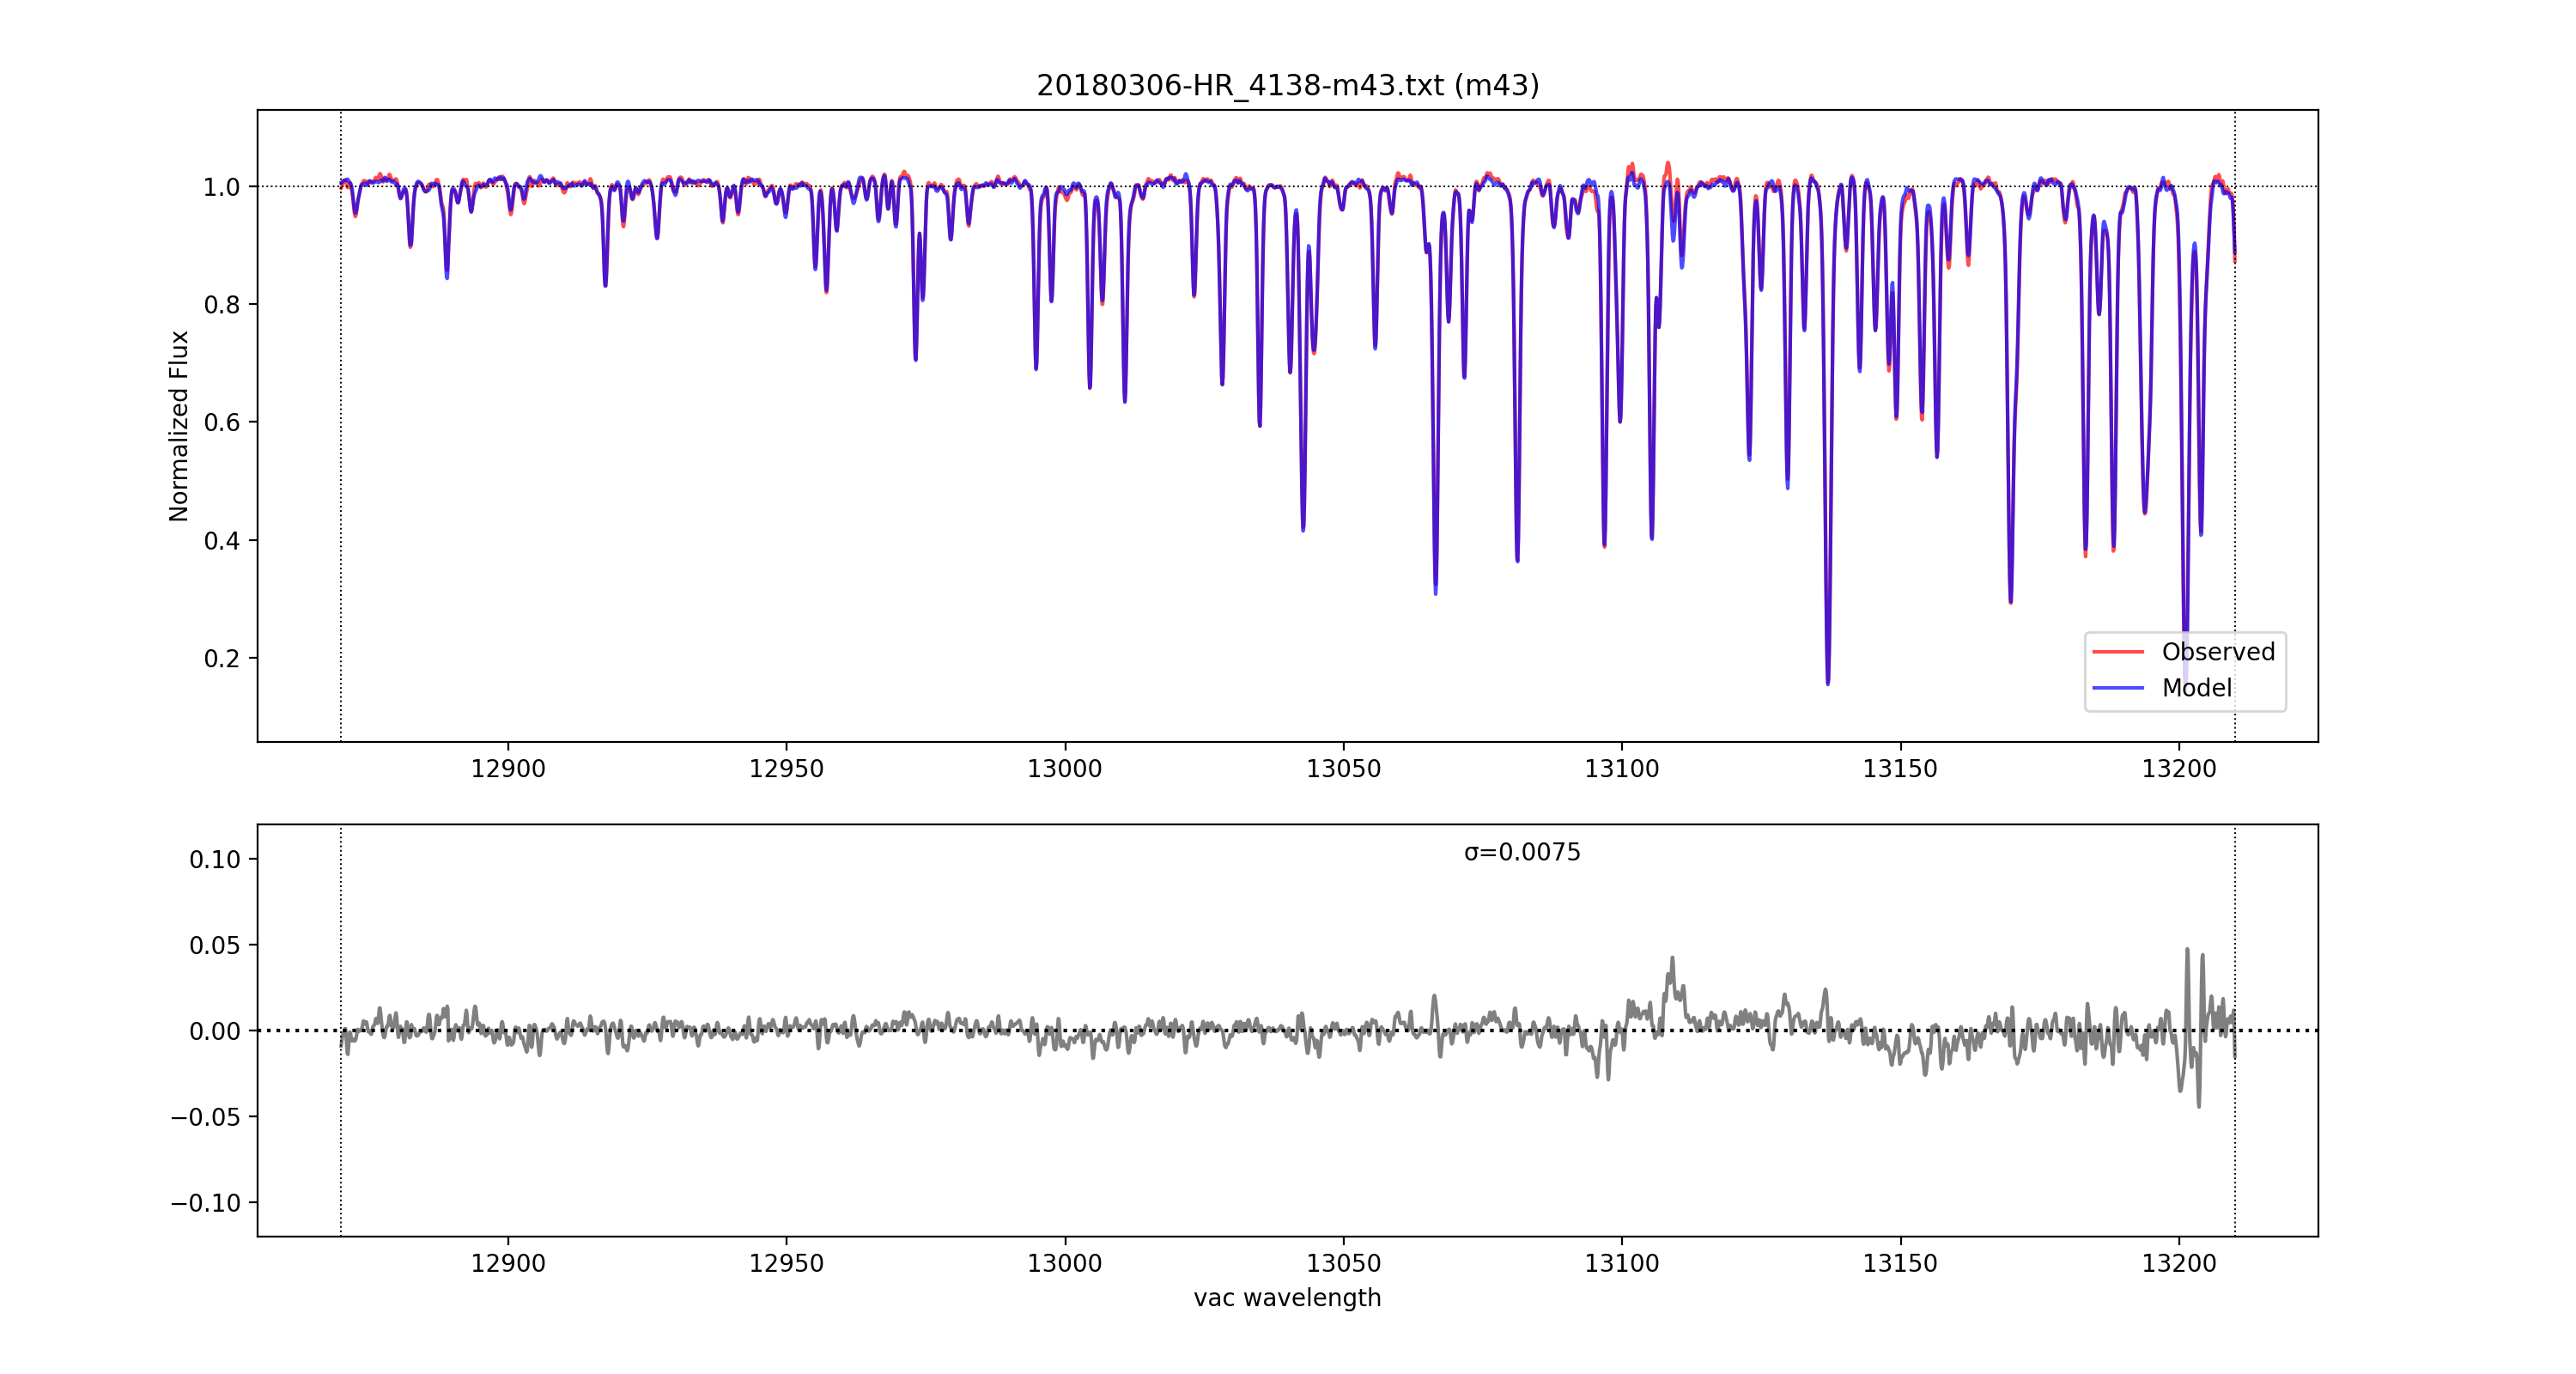 20180306-HR_4138-m43.txt (m43)
Normalized Flux
1.0
0.8
0.6
0.4
0.2
Observed
Model
12900 12950 13000 13050 13100 13150 13200
σ=0.0075
0.10
0.05
0.00
−0.05
−0.10
12900 12950 13000 13050 13100 13150 13200
vac wavelength